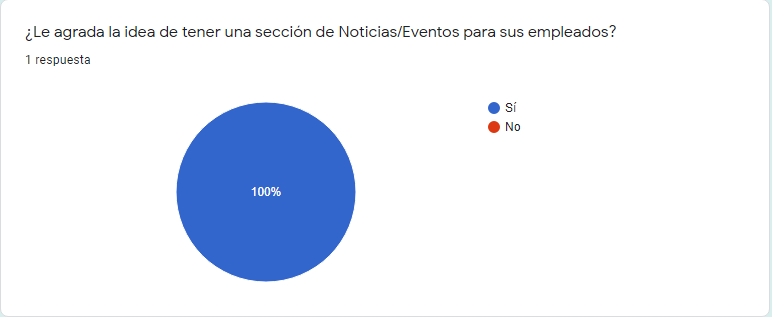 ¿Le agrada la idea de tener una sección de Noticias/Eventos para sus empleados?
1 respuesta
Sí
No
100%